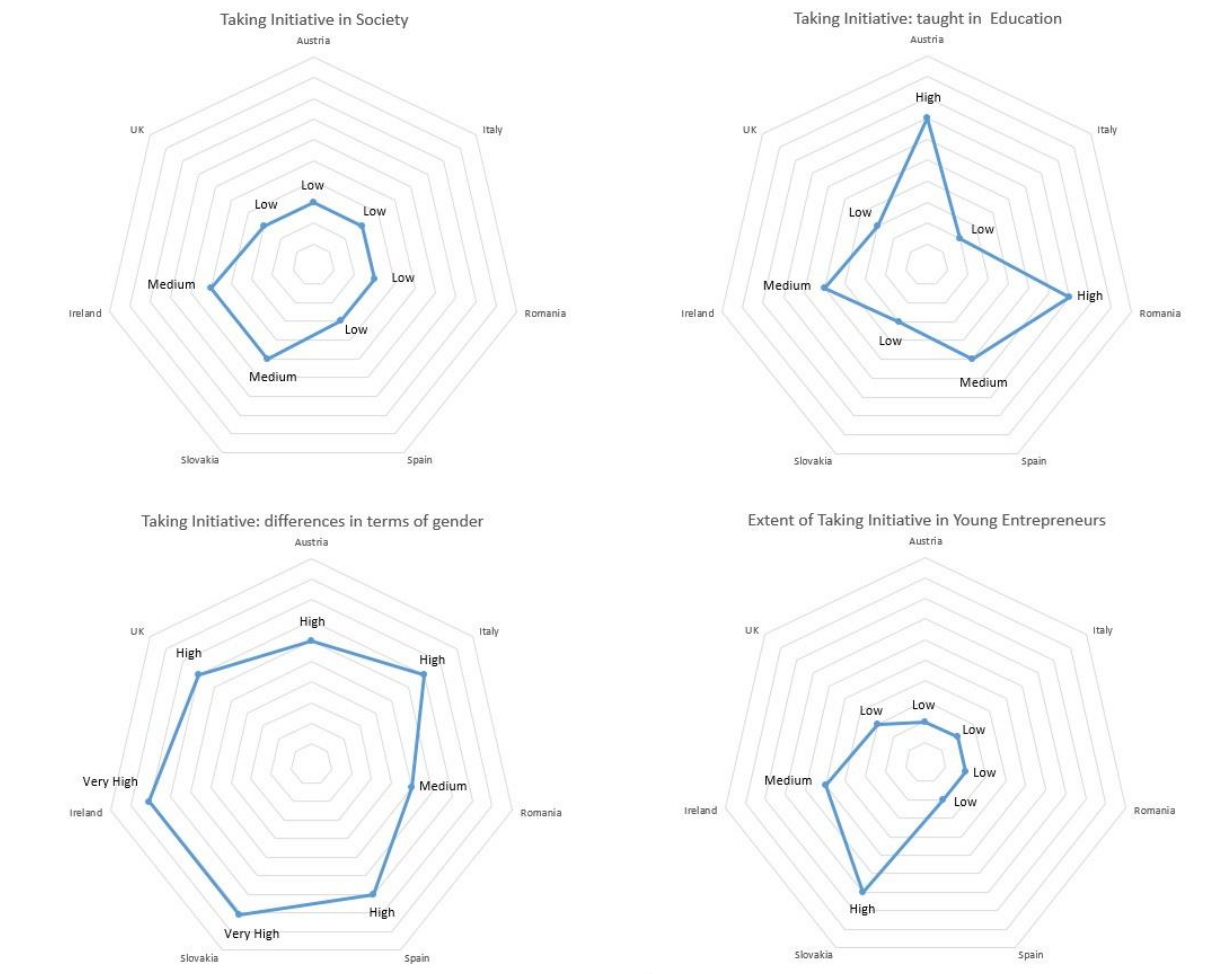 Taking Initiative in Society
Austria
UK
Italy
Low
Low
Low
Medium
Low
Ireland
Romania
Low
Medium
Slovakia
Spain
Taking Initiative: taught in Education
Austria
High
UK
Italy
Low
Low
Medium
High
Ireland
Romania
Low
Medium
Slovakia
Spain
Taking Initiative: differences in terms of gender
Austria
High
UK
Italy
High
High
Very High
Medium
Ireland
Romania
High
Very High
Slovakia
Spain
Extent of Taking Initiative in Young Entrepreneurs
Austria
UK
Italy
Low
Low
Low
Medium
Low
Ireland
Romania
Low
High
Slovakia
Spain